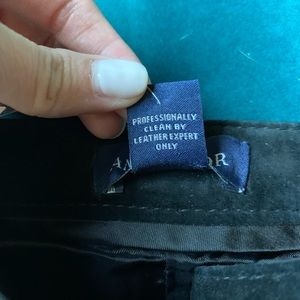 PROFESSIONALLY
CLEAN BY
LEATHER EXPERT
ONLY